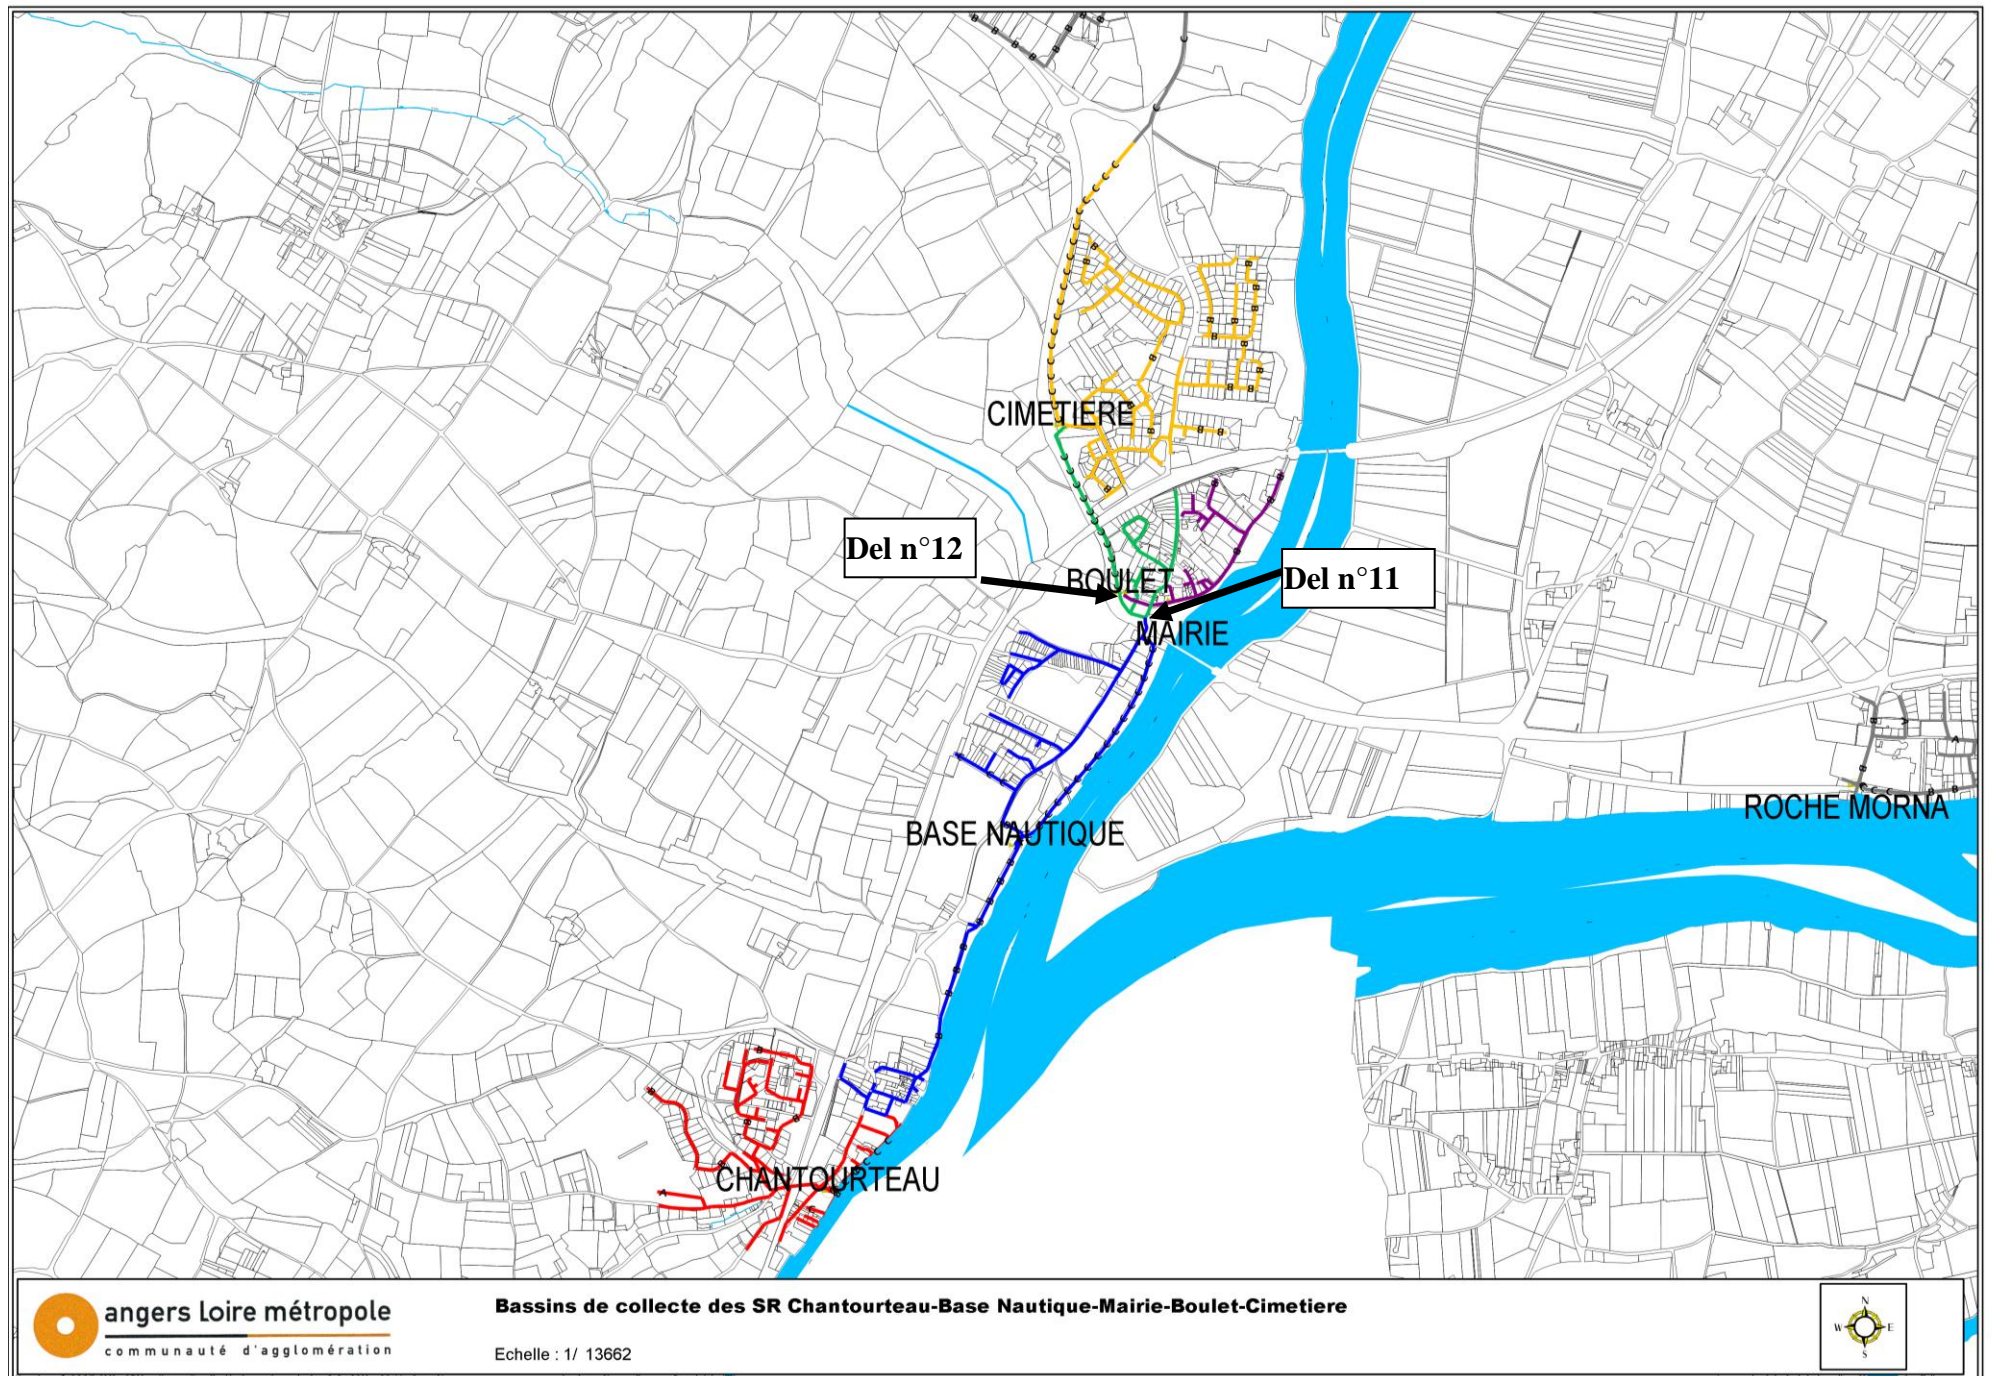 CIMETIERE
Del n°12
BOULET
Del n°11
MAIRIE
ROCHE MORNA
BASE NAUTIQUE
CHANTOURTEAU
angers Loire métropole
communauté d'agglomération
Bassins de collecte des SR Chantourteau-Base Nautique-Mairie-Boulet-Cimetiere
Echelle : 1/ 13662
N
W E
S